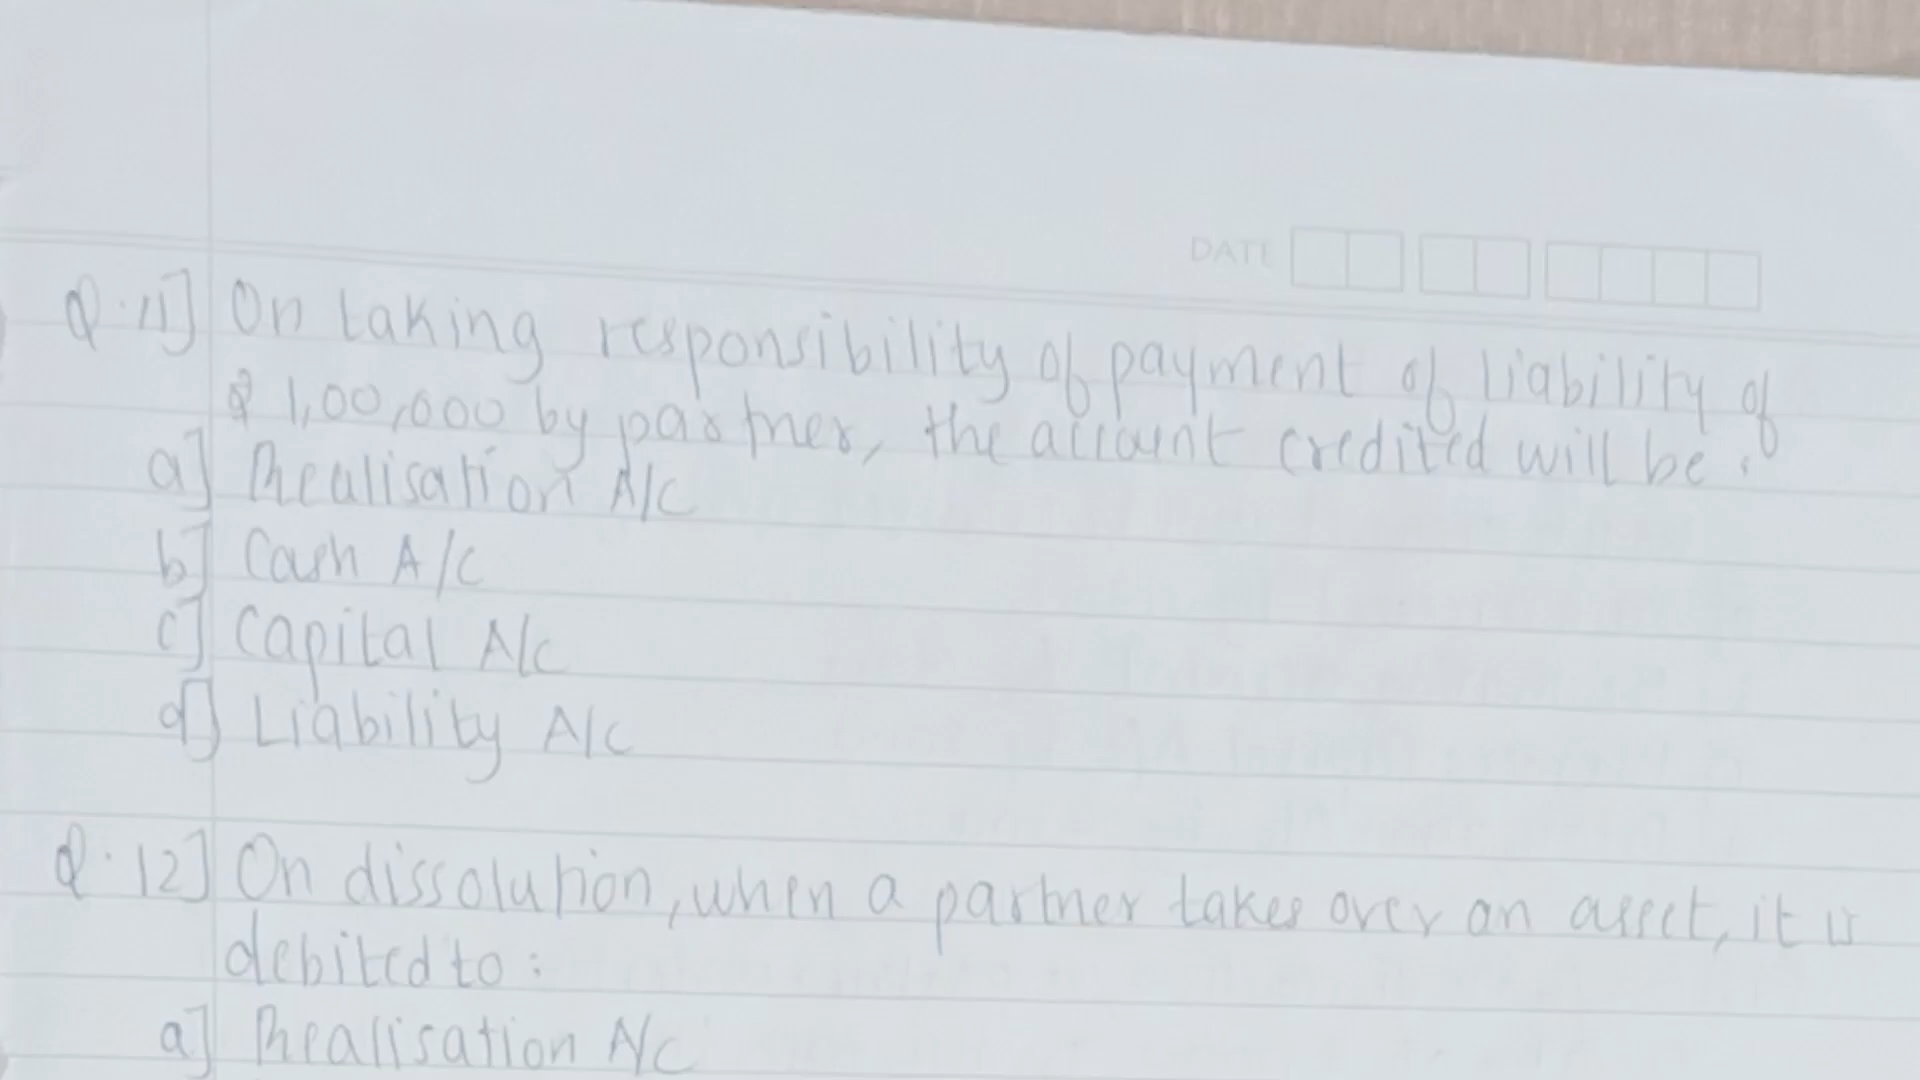 DATE
Q.11] On taking responsibility of payment of liability of
₹ 1,00,000 by partner, the account credited will be :
a] Realisation A/C
b] Cash A/C
c] Capital A/C
d] Liability A/C
Q.12] On dissolution, when a partner takes over an asset, it is
debited to :
a] Realisation A/C